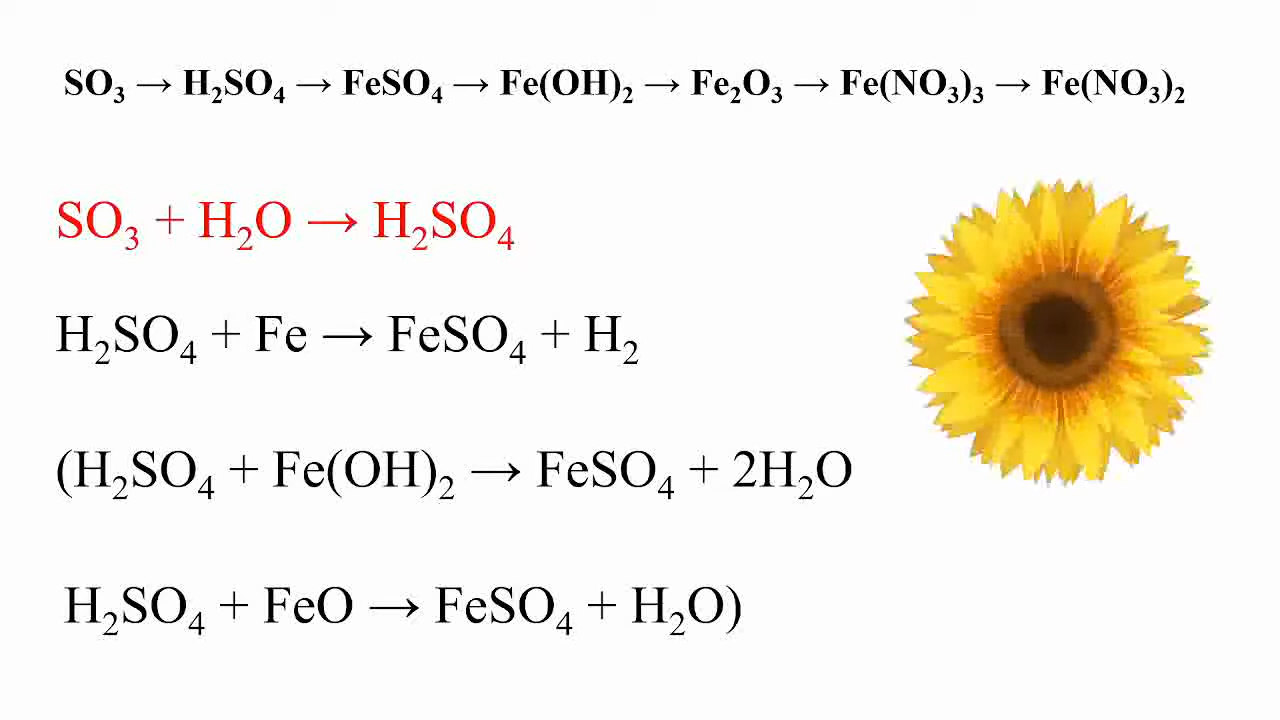 SO₃ → H₂SO₄ → FeSO₄ → Fe(OH)₂ → Fe₂O₃ → Fe(NO₃)₃ → Fe(NO₃)₂
SO₃ + H₂O → H₂SO₄
H₂SO₄ + Fe → FeSO₄ + H₂
(H₂SO₄ + Fe(OH)₂ → FeSO₄ + 2H₂O
H₂SO₄ + FeO → FeSO₄ + H₂O)